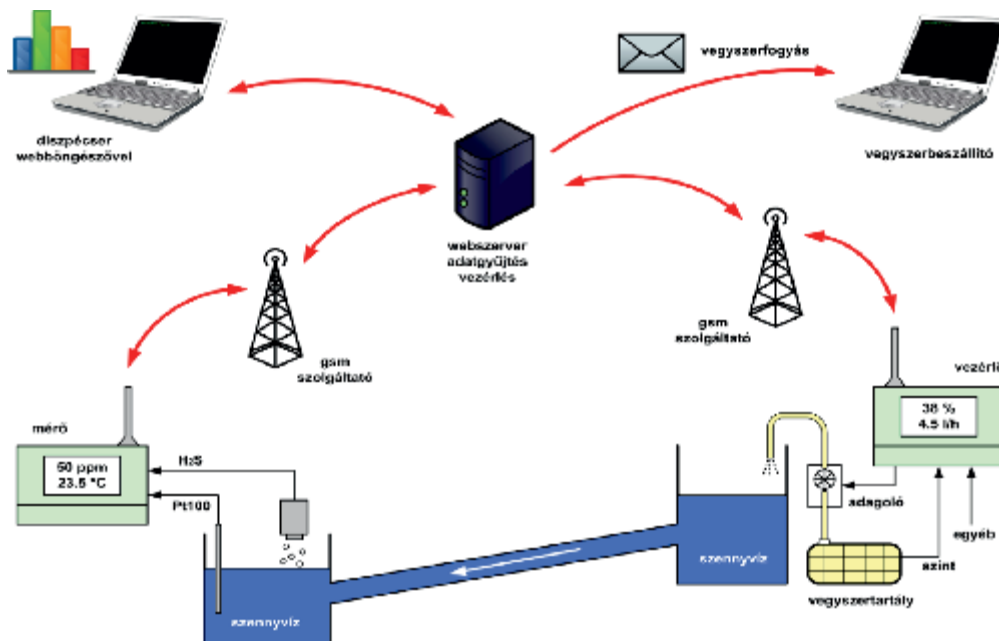 vegyszerfogyás
diszpécser
webböngészővel
vegyszerbeszállító
webszerver
adatgyűjtés
vezérlés
gsm
szolgáltató
gsm
szolgáltató
mérő
50 ppm
23.5 °C
H₂S
Pt100
38 %
4.5 l/h
adagoló
egyéb
szint
vegyszertartály
szennyvíz
szennyvíz